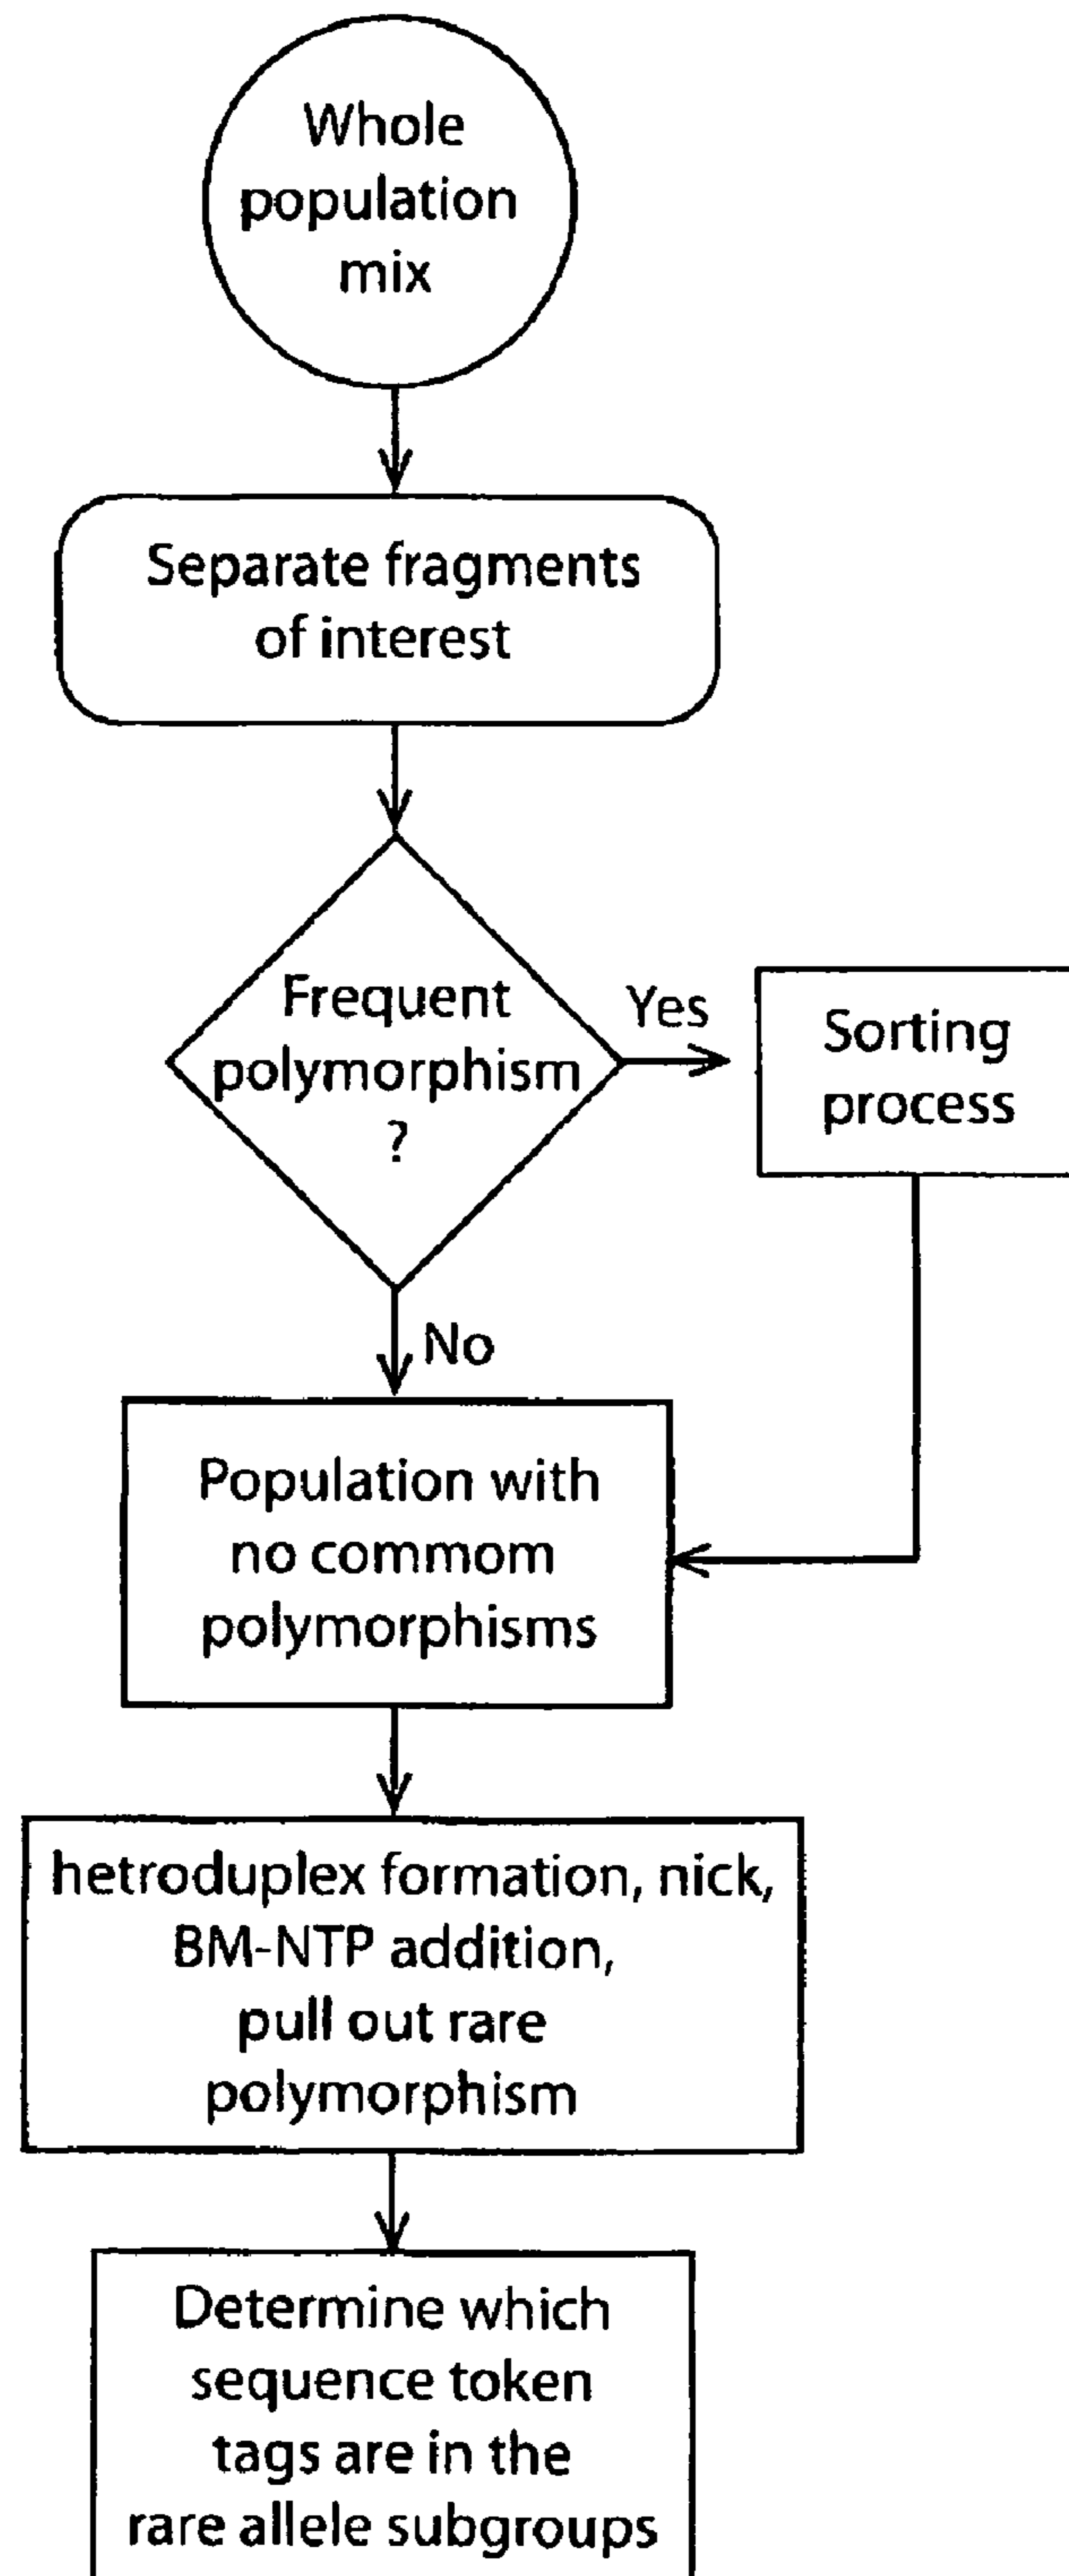 Whole
population
mix
Separate fragments
of interest
Frequent
polymorphism
?
Yes
Sorting
process
No
Population with
no commom
polymorphisms
hetroduplex formation, nick,
BM-NTP addition,
pull out rare
polymorphism
Determine which
sequence token
tags are in the
rare allele subgroups